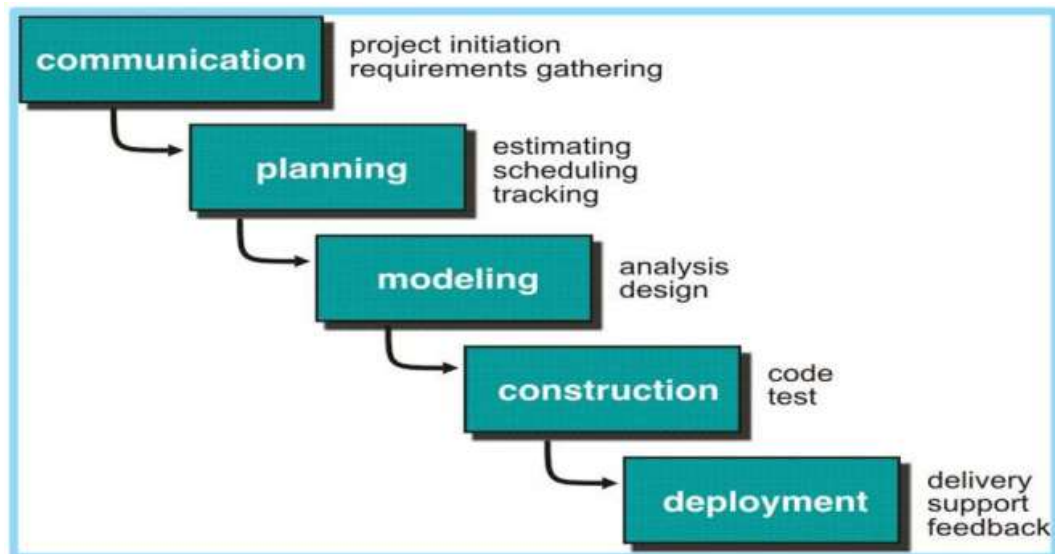 communication
project initiation
requirements gathering
planning
estimating
scheduling
tracking
modeling
analysis
design
construction
code
test
deployment
delivery
support
feedback